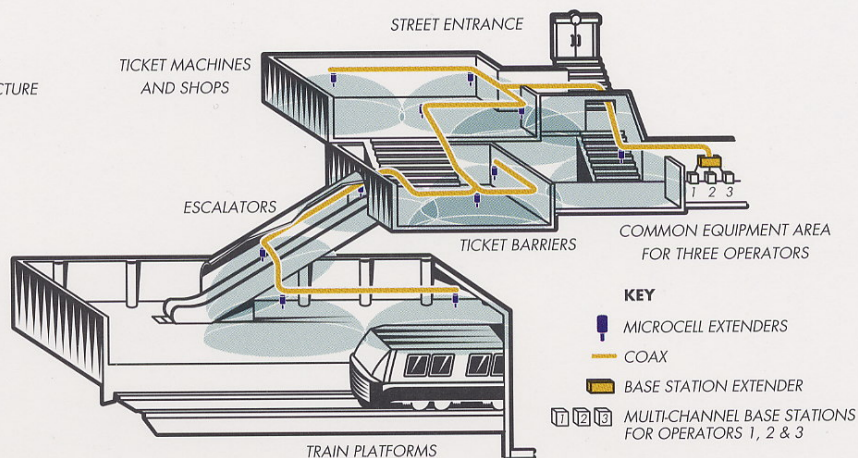 STREET ENTRANCE
TICKET MACHINES
AND SHOPS
CTURE
ESCALATORS
TICKET BARRIERS
1 2 3
COMMON EQUIPMENT AREA
FOR THREE OPERATORS
KEY
MICROCELL EXTENDERS
COAX
BASE STATION EXTENDER
1 2 3 MULTI-CHANNEL BASE STATIONS
FOR OPERATORS 1, 2 & 3
TRAIN PLATFORMS